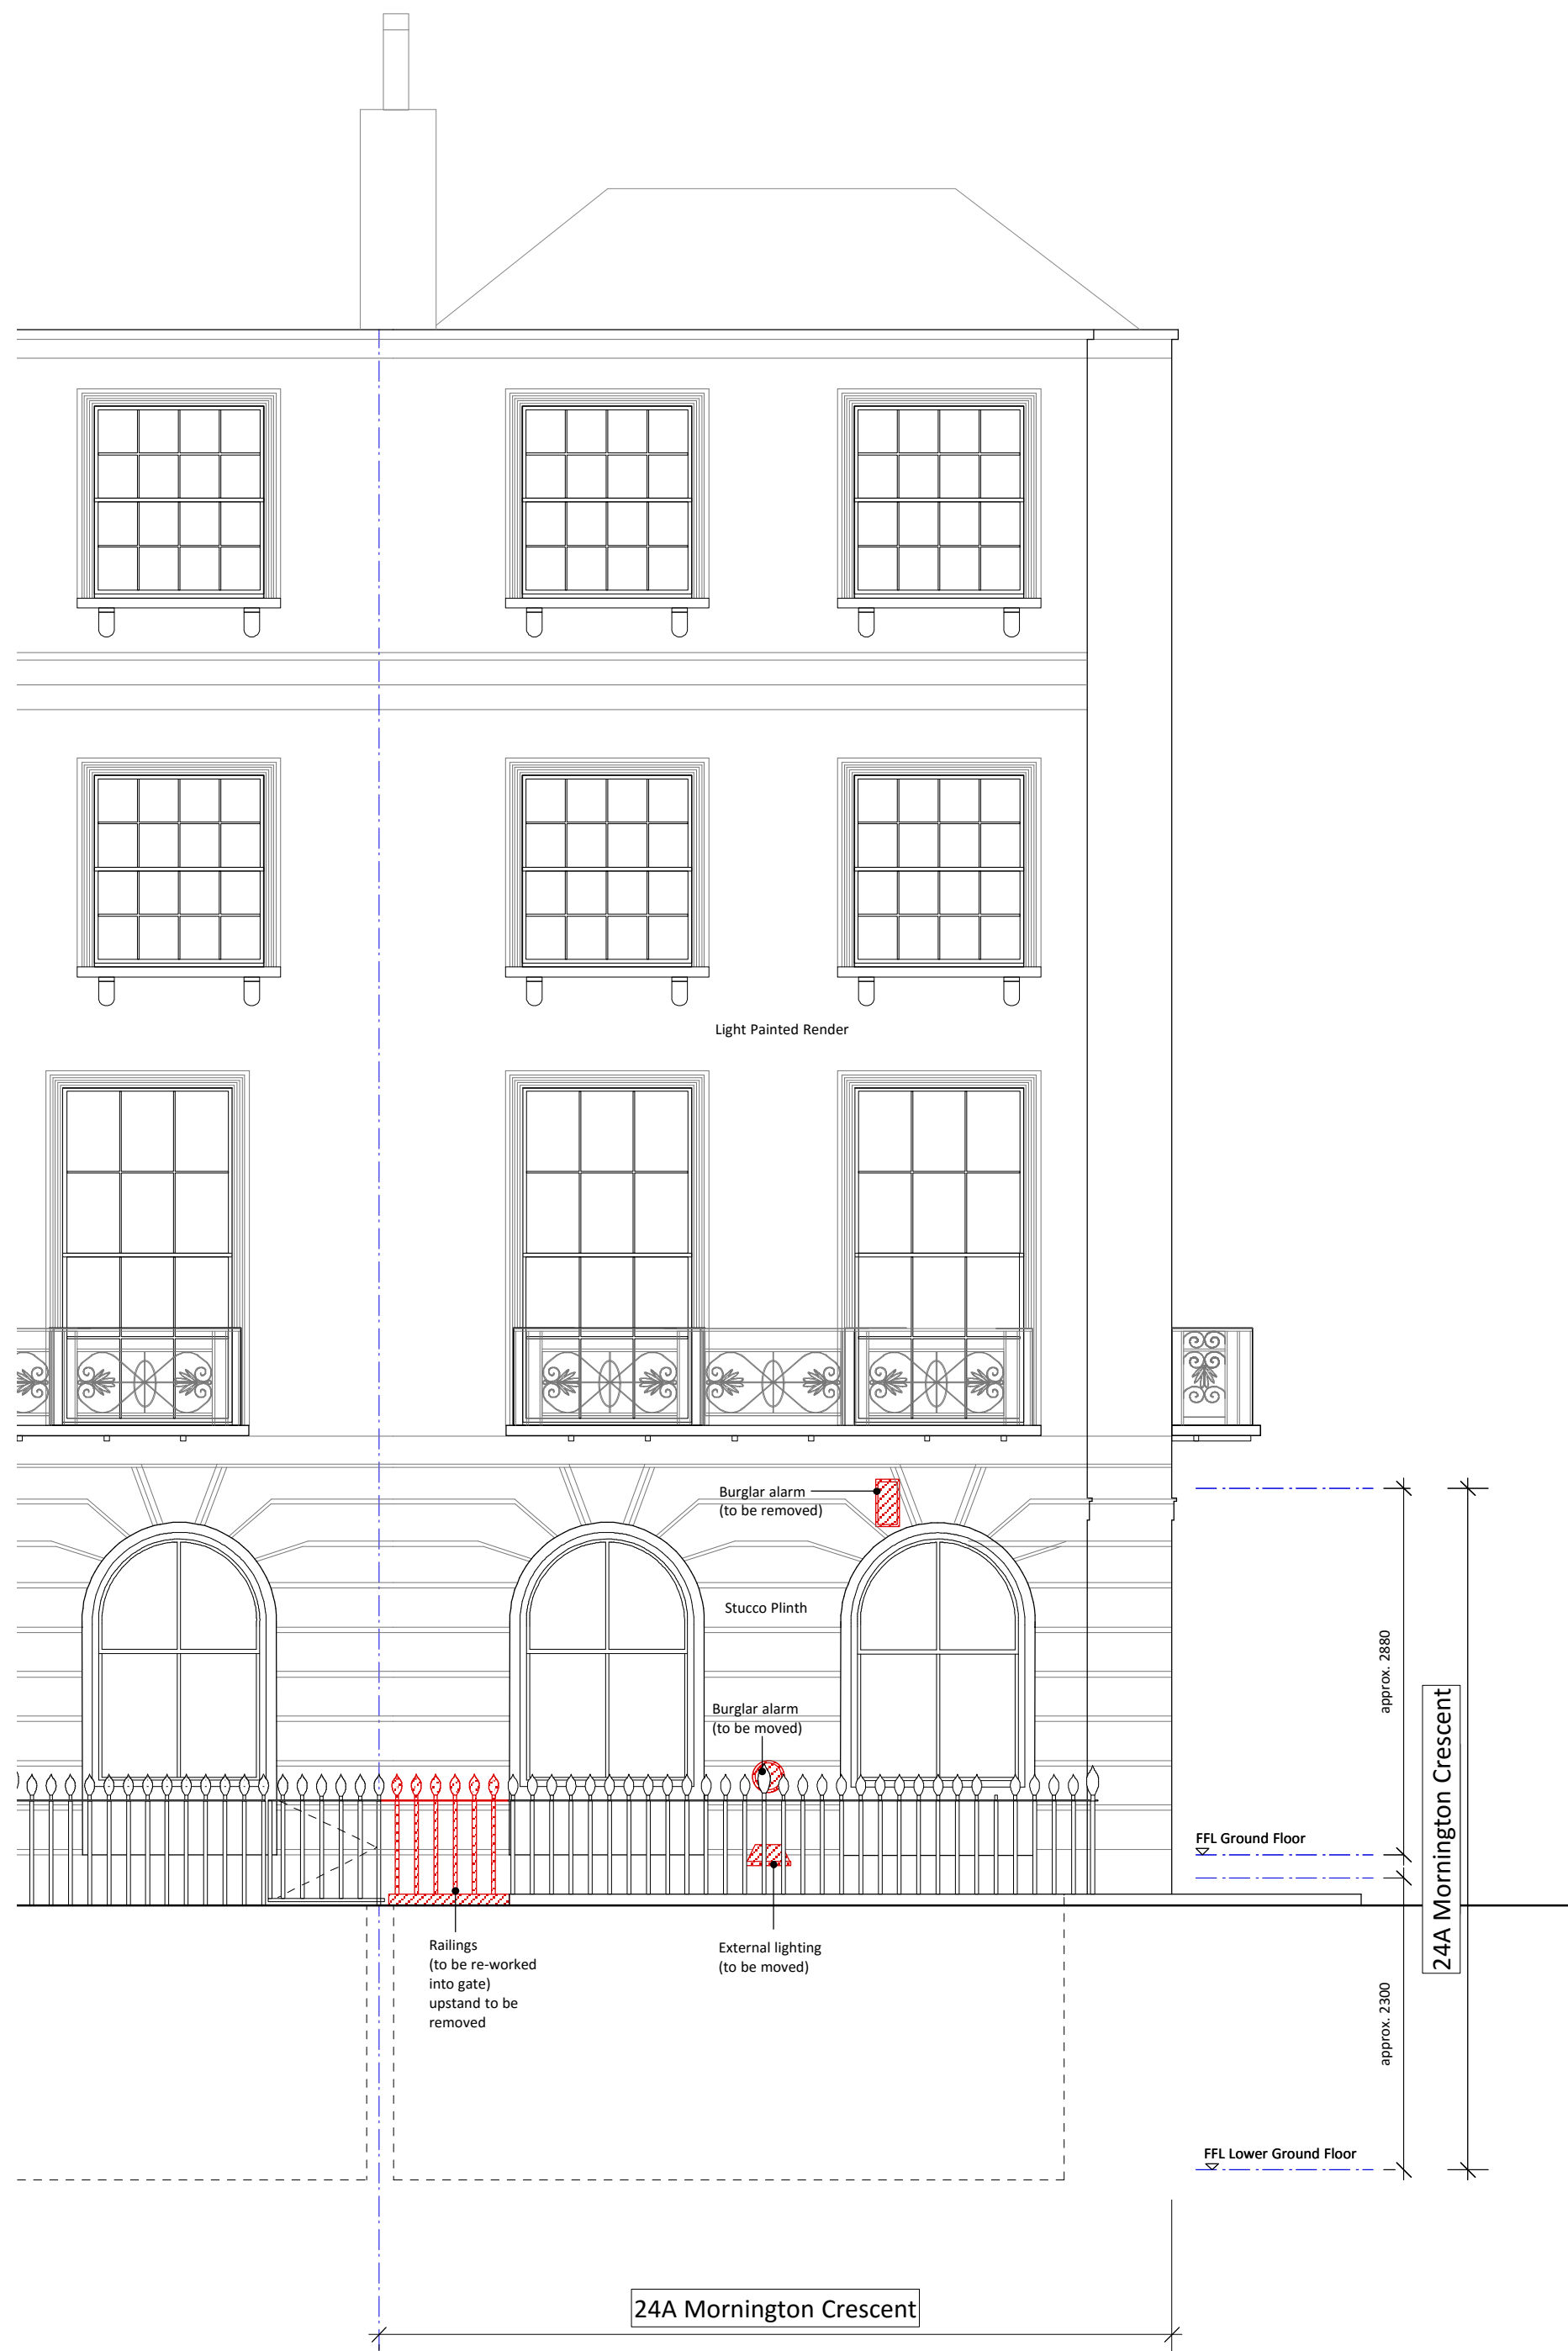 Light Painted Render
Burglar alarm
(to be removed)
Stucco Plinth
Burglar alarm
(to be moved)
approx. 2880
24A Mornington Crescent
FFL Ground Floor
Railings
(to be re-worked
into gate)
upstand to be
removed
External lighting
(to be moved)
approx. 2300
FFL Lower Ground Floor
24A Mornington Crescent